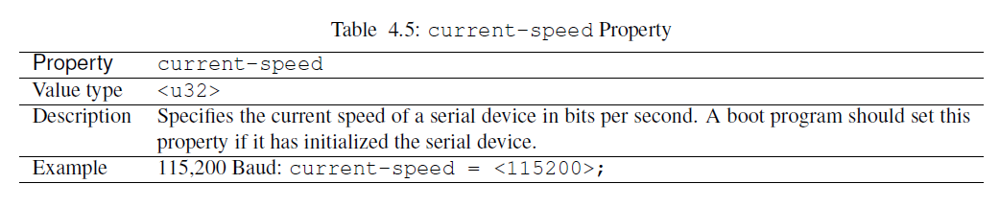 Table 4.5: current-speed Property
Property current-speed
Value type <u32>
Description Specifies the current speed of a serial device in bits per second. A boot program should set this
property if it has initialized the serial device.
Example 115,200 Baud: current-speed = <115200>;